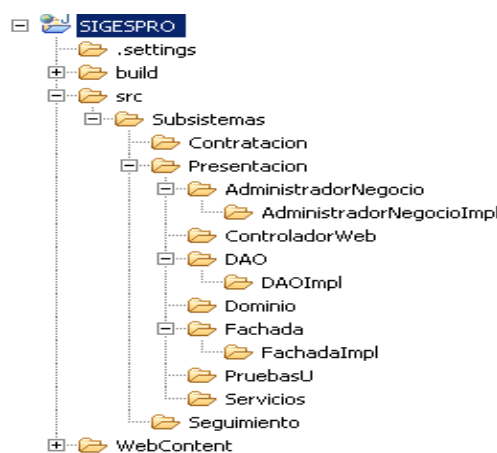 SIGESPRO
.settings
build
src
Subsistemas
Contratacion
Presentacion
AdministradorNegocio
AdministradorNegocioImpl
ControladorWeb
DAO
DAOImpl
Dominio
Fachada
FachadaImpl
PruebasU
Servicios
Seguimiento
WebContent